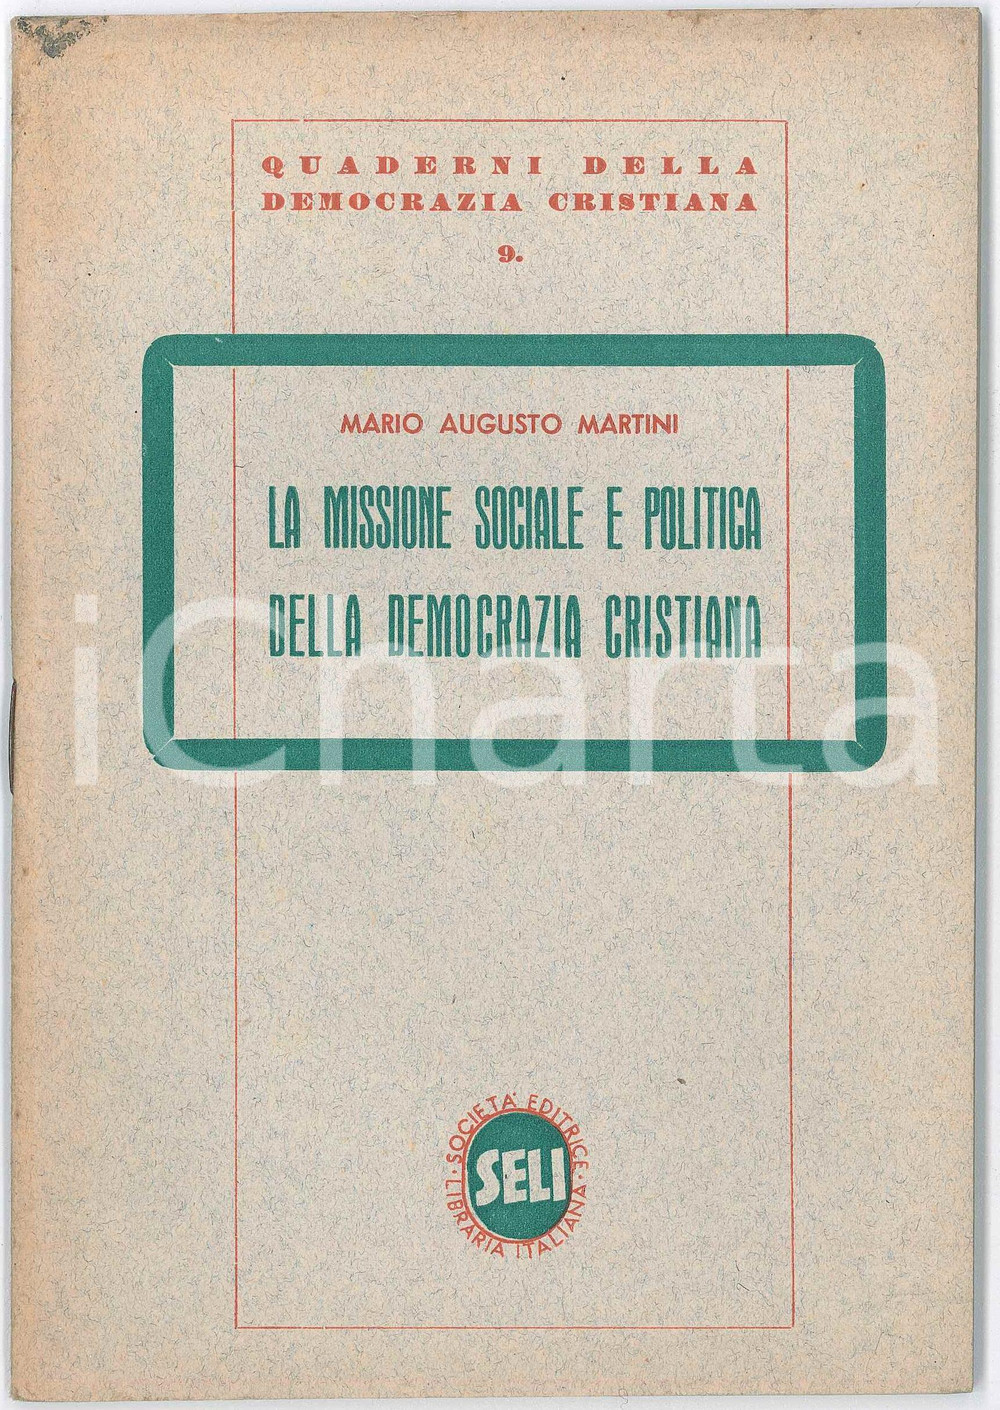 QUADERNI DELLA
DEMOCRAZIA CRISTIANA
9.
MARIO AUGUSTO MARTINI
LA MISSIONE SOCIALE E POLITICA
DELLA DEMOCRAZIA CRISTIANA
iCharta
SOCIETÀ EDITRICE
SELI
· LIBRARIA ITALIANA ·